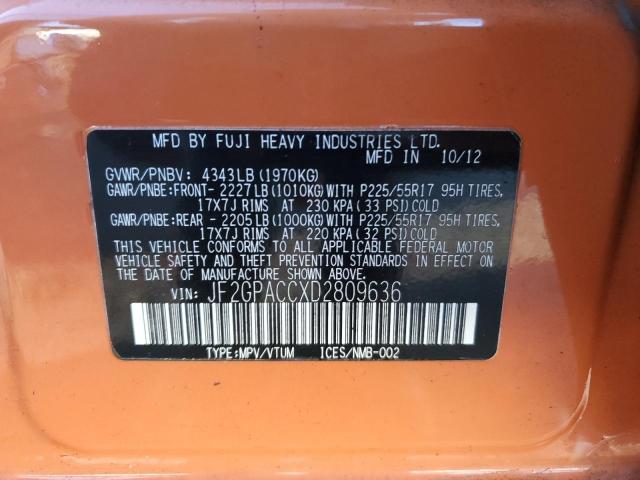 MFD BY FUJI HEAVY INDUSTRIES LTD.
MFD IN 10/12
GVWR/PNBV: 4343LB (1970KG)
GAWR/PNBE:FRONT- 2227LB (1010KG) WITH P225/55R17 95H TIRES,
17X7J RIMS AT 230 KPA ( 33 PSI) COLD
GAWR/PNBE:REAR - 2205LB (1000KG) WITH P225/55R17 95H TIRES,
17X7J RIMS AT 220 KPA ( 32 PSI) COLD
THIS VEHICLE CONFORMS TO ALL APPLICABLE FEDERAL MOTOR
VEHICLE SAFETY AND THEFT PREVENTION STANDARDS IN EFFECT
ON THE DATE OF MANUFACTURE SHOWN ABOVE.
VIN: JF2GPACCXD2809636
TYPE:MPV/VTUM ICES/NMB-002